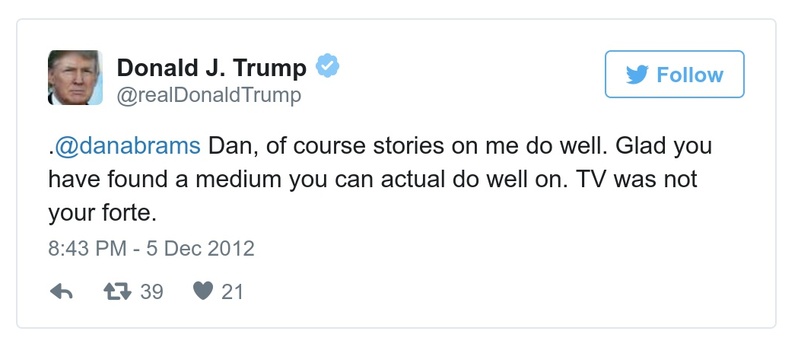 Donald J. Trump
@realDonaldTrump
Follow
.@danabrams Dan, of course stories on me do well. Glad you
have found a medium you can actual do well on. TV was not
your forte.
8:43 PM - 5 Dec 2012
39 21